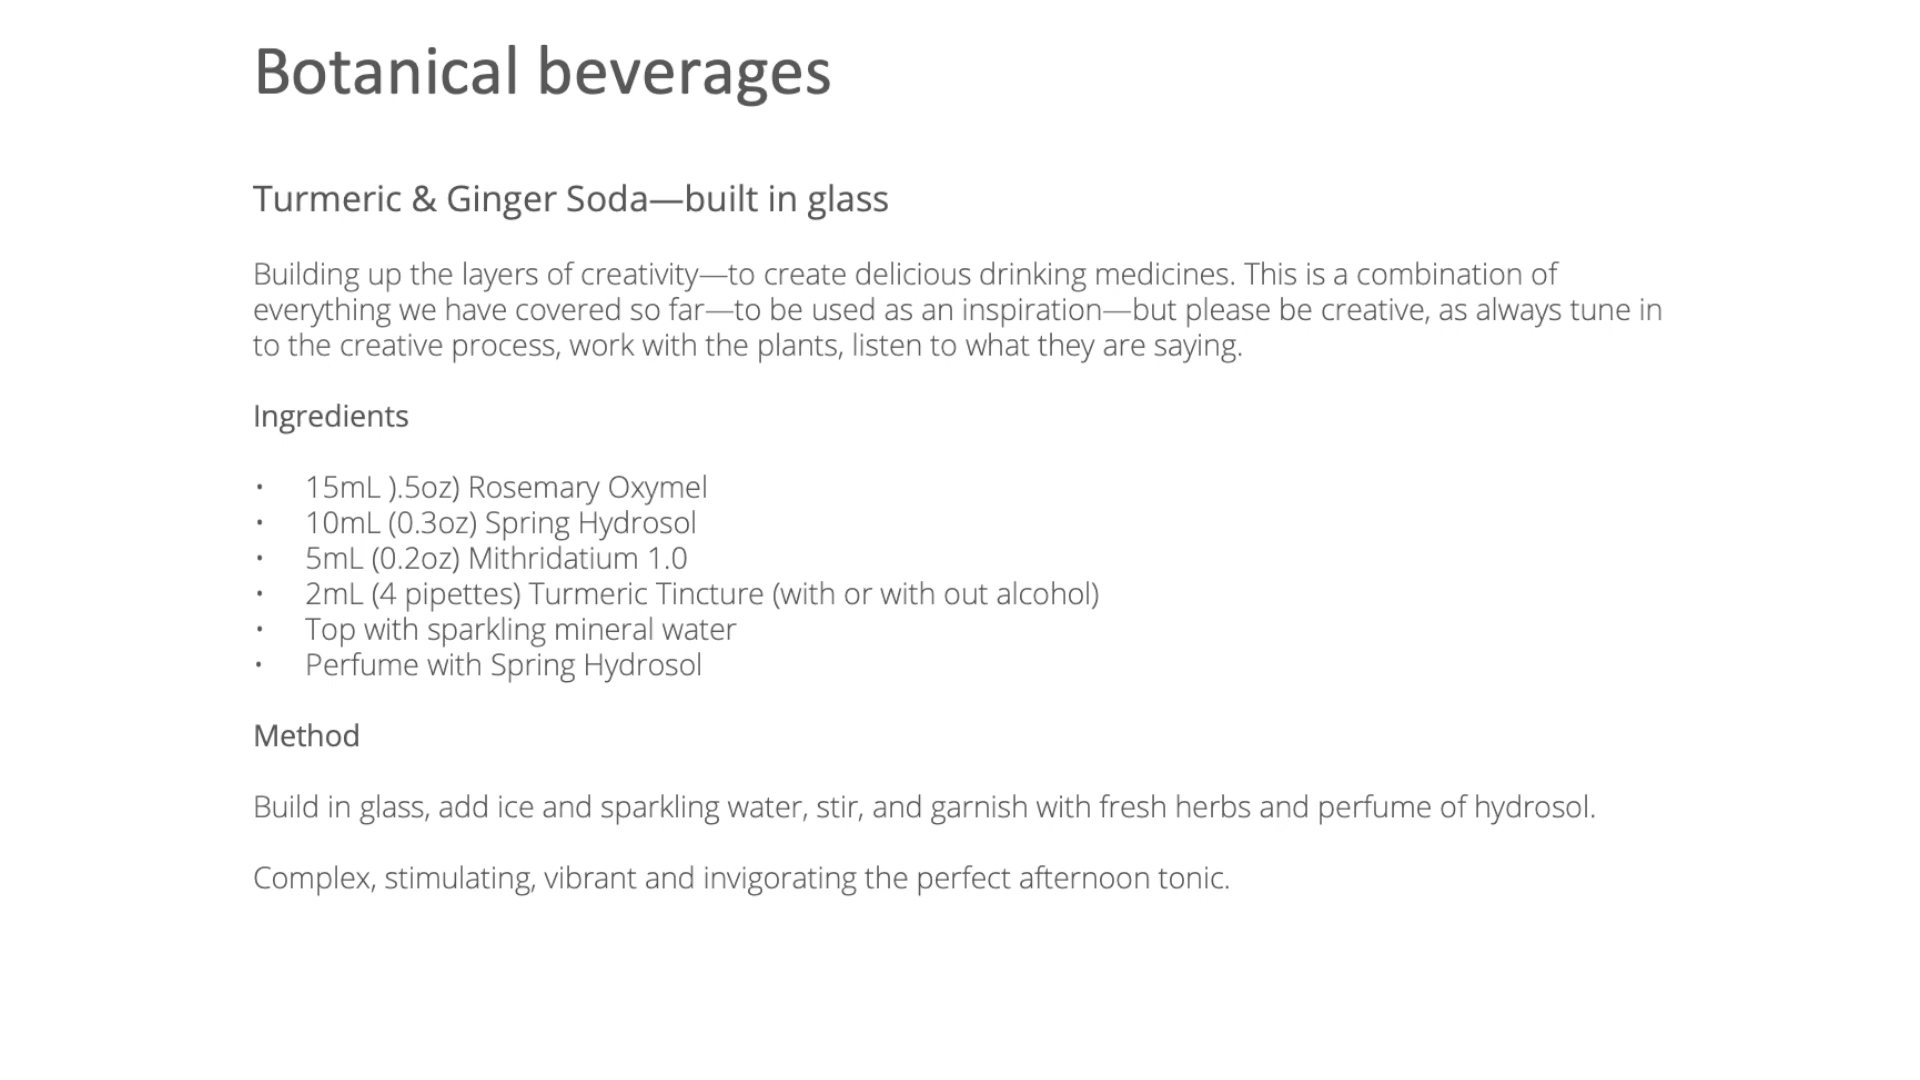 Botanical beverages
Turmeric & Ginger Soda—built in glass
Building up the layers of creativity—to create delicious drinking medicines. This is a combination of
everything we have covered so far—to be used as an inspiration—but please be creative, as always tune in
to the creative process, work with the plants, listen to what they are saying.
Ingredients
• 15mL ).5oz) Rosemary Oxymel
• 10mL (0.3oz) Spring Hydrosol
• 5mL (0.2oz) Mithridatium 1.0
• 2mL (4 pipettes) Turmeric Tincture (with or with out alcohol)
• Top with sparkling mineral water
• Perfume with Spring Hydrosol
Method
Build in glass, add ice and sparkling water, stir, and garnish with fresh herbs and perfume of hydrosol.
Complex, stimulating, vibrant and invigorating the perfect afternoon tonic.